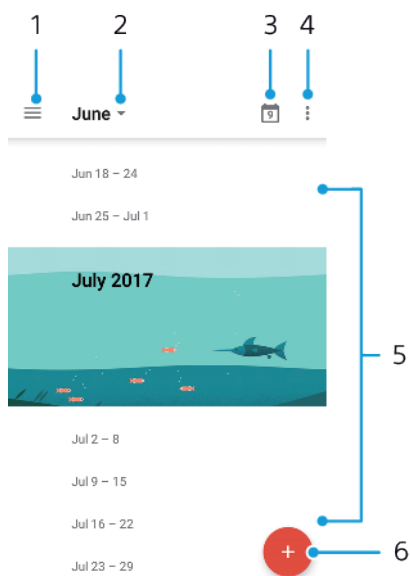 1 2 3 4
June
9
Jun 18 – 24
Jun 25 – Jul 1
July 2017
5
Jul 2 – 8
Jul 9 – 15
Jul 16 – 22
+
6
Jul 23 – 29